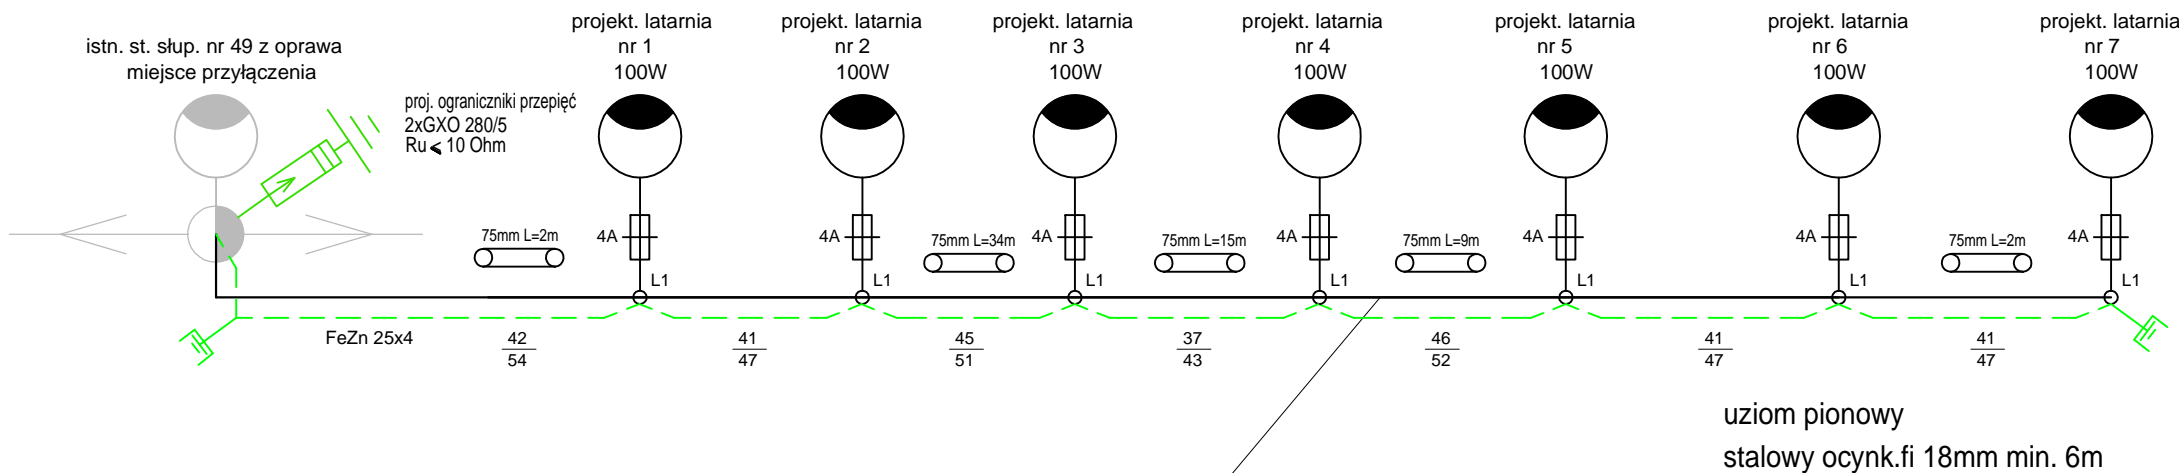 istn. st. słup. nr 49 z oprawa
miejsce przyłączenia
proj. ograniczniki przepięć
2xGXO 280/5
Ru ⩽ 10 Ohm
projekt. latarnia
nr 1
100W
projekt. latarnia
nr 2
100W
projekt. latarnia
nr 3
100W
projekt. latarnia
nr 4
100W
projekt. latarnia
nr 5
100W
projekt. latarnia
nr 6
100W
projekt. latarnia
nr 7
100W
75mm L=2m
4A
L1
4A
L1
75mm L=34m
4A
L1
75mm L=15m
4A
L1
75mm L=9m
4A
L1
4A
L1
75mm L=2m
4A
L1
FeZn 25x4
42
54
41
47
45
51
37
43
46
52
41
47
41
47
uziom pionowy
stalowy ocynk.fi 18mm min. 6m